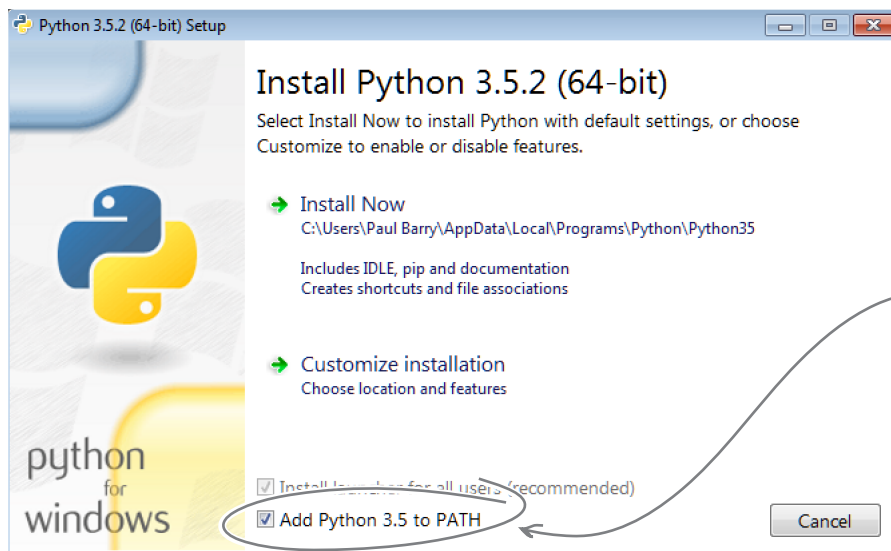 Python 3.5.2 (64-bit) Setup
Install Python 3.5.2 (64-bit)
Select Install Now to install Python with default settings, or choose
Customize to enable or disable features.
Install Now
C:\Users\Paul Barry\AppData\Local\Programs\Python\Python35
Includes IDLE, pip and documentation
Creates shortcuts and file associations
Customize installation
Choose location and features
python
for
windows
Install launcher for all users (recommended)
Add Python 3.5 to PATH
Cancel